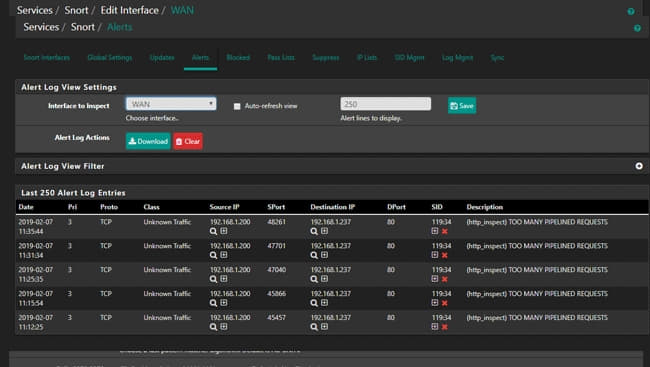 Services / Snort / Edit Interface / WAN
Services / Snort / Alerts
Snort Interfaces Global Settings Updates Alerts Blocked Pass Lists Suppress IP Lists SID Mgmt Log Mgmt Sync
Alert Log View Settings
Interface to Inspect WAN Auto-refresh view 250 Save
Choose interface.. Alert lines to display.
Alert Log Actions Download Clear
Alert Log View Filter
Last 250 Alert Log Entries
Date Pri Proto Class Source IP SPort Destination IP DPort SID Description
2019-02-07 3 TCP Unknown Traffic 192.168.1.200 48261 192.168.1.237 80 119:34 (http_inspect) TOO MANY PIPELINED REQUESTS
11:35:44
2019-02-07 3 TCP Unknown Traffic 192.168.1.200 47701 192.168.1.237 80 119:34 (http_inspect) TOO MANY PIPELINED REQUESTS
11:31:34
2019-02-07 3 TCP Unknown Traffic 192.168.1.200 47040 192.168.1.237 80 119:34 (http_inspect) TOO MANY PIPELINED REQUESTS
11:25:35
2019-02-07 3 TCP Unknown Traffic 192.168.1.200 45866 192.168.1.237 80 119:34 (http_inspect) TOO MANY PIPELINED REQUESTS
11:15:54
2019-02-07 3 TCP Unknown Traffic 192.168.1.200 45457 192.168.1.237 80 119:34 (http_inspect) TOO MANY PIPELINED REQUESTS
11:12:25